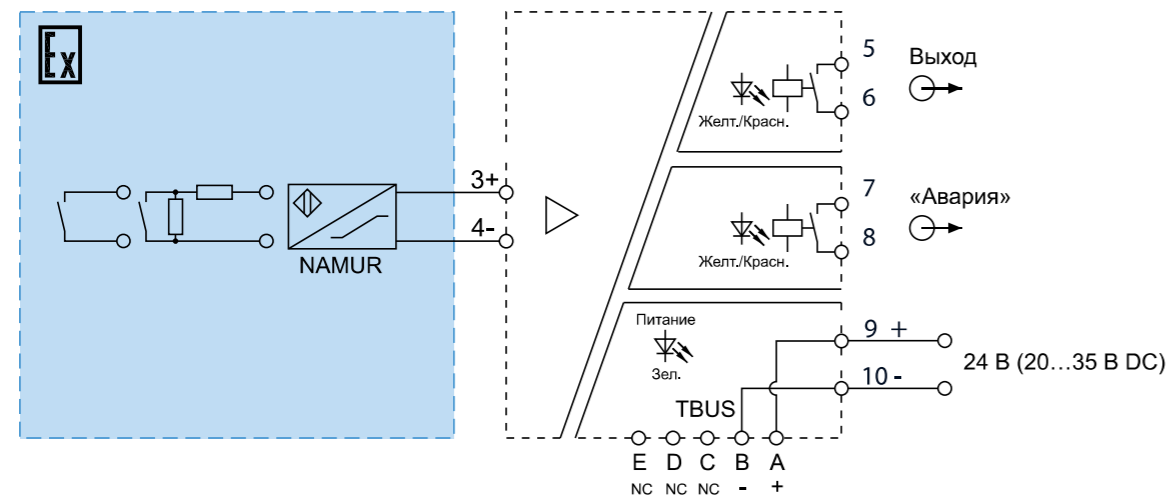 Ex
5
Выход
6
Желт./Красн.
3+
7
«Авария»
4-
8
NAMUR
Желт./Красн.
Питание
9 +
24 В (20...35 В DC)
Зел.
10 -
TBUS
E D C B A
NC NC NC - +